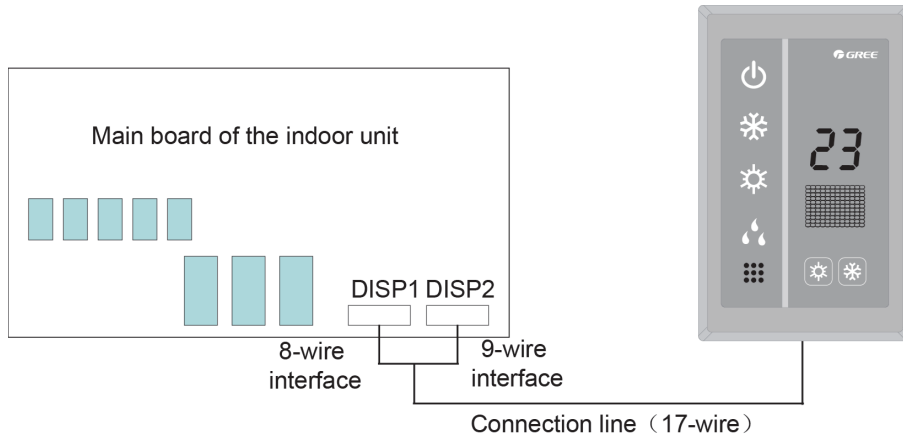 GREE
Main board of the indoor unit
23
DISP1 DISP2
8-wire
interface
9-wire
interface
Connection line（17-wire）